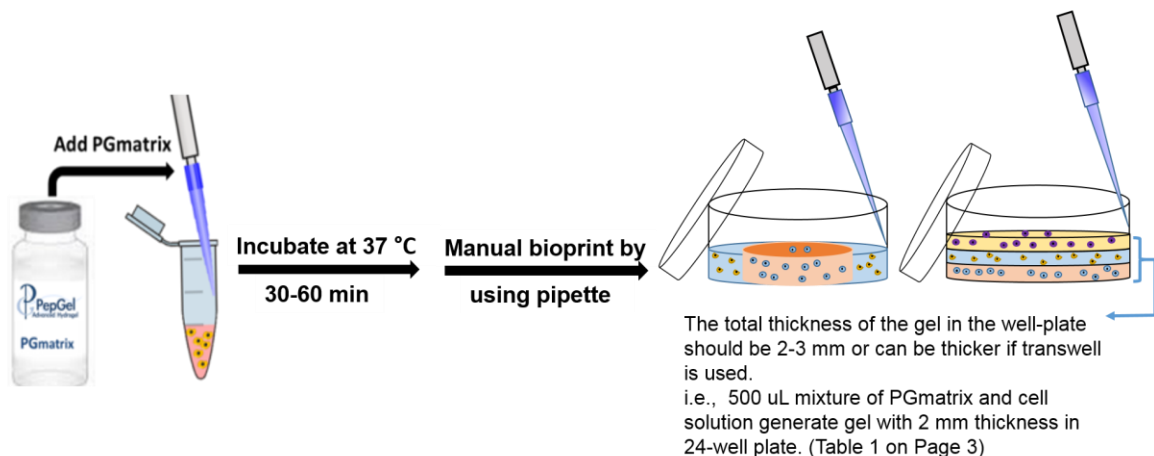 Add PGmatrix
PepGel
Advanced Hydrogel
PGmatrix
Incubate at 37 °C
30-60 min
Manual bioprint by
using pipette
The total thickness of the gel in the well-plate
should be 2-3 mm or can be thicker if transwell
is used.
i.e.,  500 uL mixture of PGmatrix and cell
solution generate gel with 2 mm thickness in
24-well plate. (Table 1 on Page 3)